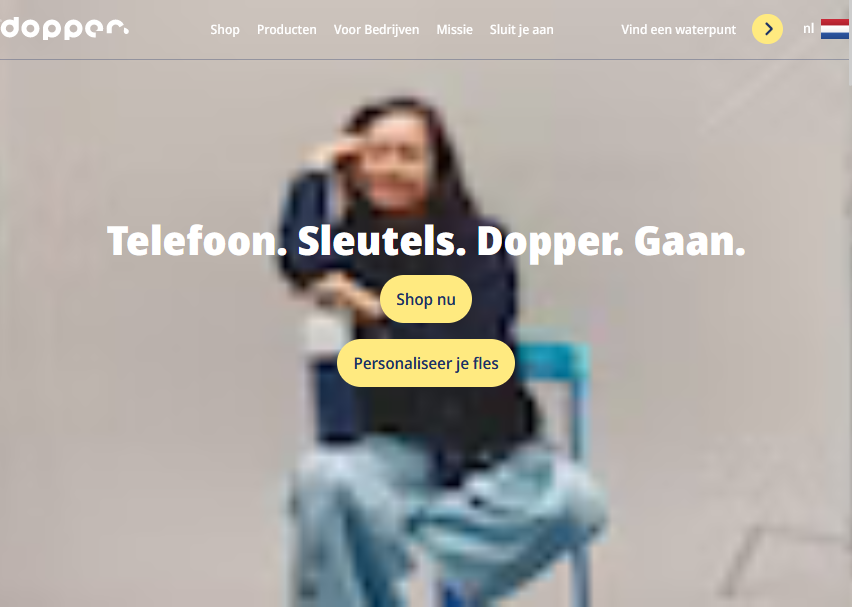 dopper
Shop Producten Voor Bedrijven Missie Sluit je aan Vind een waterpunt nl
Telefoon. Sleutels. Dopper. Gaan.
Shop nu
Personaliseer je fles